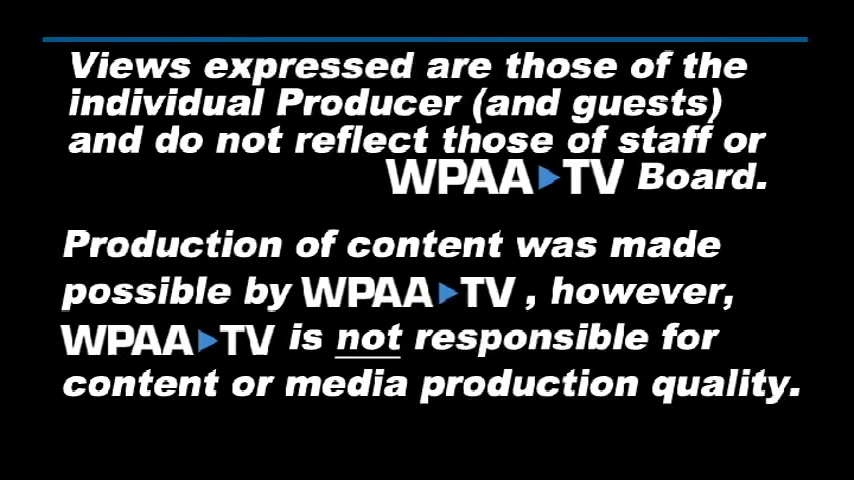 Views expressed are those of the
individual Producer (and guests)
and do not reflect those of staff or
WPAA TV Board.
Production of content was made
possible by WPAA TV , however,
WPAA TV is not responsible for
content or media production quality.